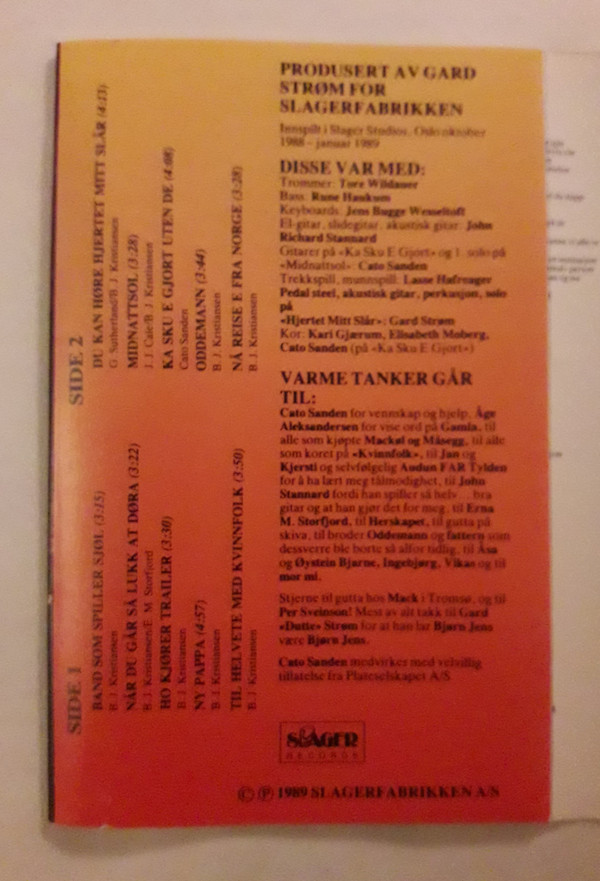 SIDE 1
BAND SOM SPILLER SJØL (3:15)
B. J. Kristiansen
NÅR DU GÅR SÅ LUKK AT DØRA (3:22)
B. J. Kristiansen/E. M. Storfjord
HO KJØRER TRAILER (3:30)
B. J. Kristiansen
NY PAPPA (4:57)
B. J. Kristiansen
TIL HELVETE MED KVINNFOLK (3:50)
B. J. Kristiansen
SIDE 2
DU KAN HØRE HJERTET MITT SLÅR (4:13)
G. Sutherland/B. J. Kristiansen
MIDNATTSOL (3:28)
J. J. Cale/B. J. Kristiansen
KA SKU E GJORT UTEN DE (4:08)
Cato Sanden
ODDEMANN (3:44)
B. J. Kristiansen
NÅ REISE E FRA NORGE (3:28)
B. J. Kristiansen
PRODUSERT AV GARD
STRØM FOR
SLAGERFABRIKKEN
Innspilt i Slager Studios, Oslo oktober
1988 – januar 1989
DISSE VAR MED:
Trommer: Tore Wildauer
Bass: Rune Haukum
Keyboards: Jens Bugge Wesseltoft
El-gitar, slidegitar, akustisk gitar: John
Richard Stannard
Gitarer på «Ka Sku E Gjort» og 1. solo på
«Midnattsol»: Cato Sanden
Trekkspill, munnspill: Lasse Hafreager
Pedal steel, akustisk gitar, perkusjon, solo
på
«Hjertet Mitt Slår»: Gard Strøm
Kor: Kari Gjærum, Elisabeth Moberg,
Cato Sanden (på «Ka Sku E Gjort»)
VARME TANKER GÅR
TIL:
Cato Sanden for vennskap og hjelp, Åge
Aleksandersen for vise ord på Gamla, til
alle som kjøpte Mackøl og Måsegg, til alle
som koret på «Kvinnfolk», til Jan og
Kjersti og selvfølgelig Audun FAR Tylden
for å ha lært meg tålmodighet, til John
Stannard fordi han spiller så helv... bra
gitar og at han gjør det for meg, til Erna
M. Storfjord, til Herskapet, til gutta på
skiva, til broder Oddemann og fattern som
dessverre ble borte så alfor tidlig, til Åsa
og Øystein Bjarne, Ingebjørg, Vikas og til
mor mi.
Stjerne til gutta hos Mack i Tromsø, og til
Per Sveinson! Mest av alt takk til Gard
«Dutte» Strøm for at han lar Bjørn Jens
være Bjørn Jens.
Cato Sanden medvirker med velvillig
tillatelse fra Plateselskapet A/S
SLAGER
RECORDS
© ℗ 1989 SLAGERFABRIKKEN A/S